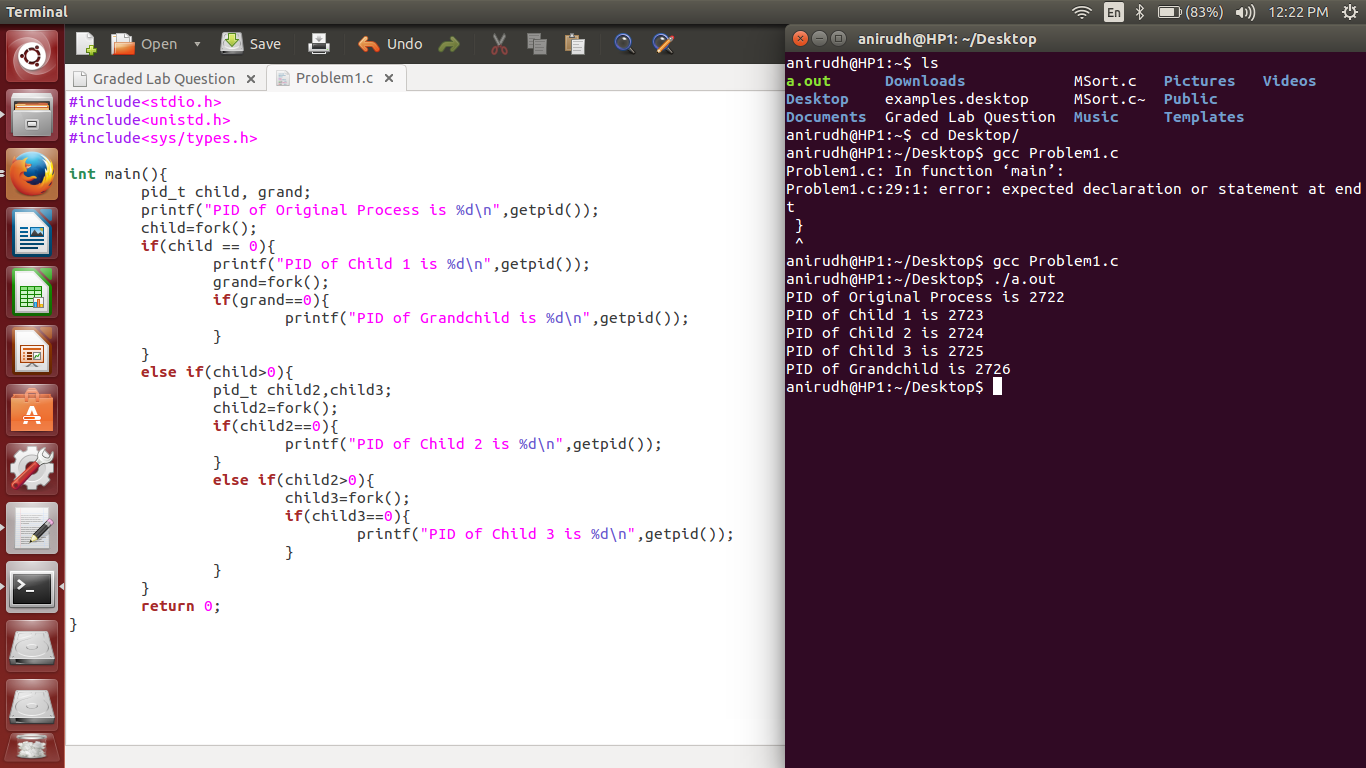 Terminal
En
(83%)
12:22 PM
Open
Save
Undo
Graded Lab Question
Problem1.c
#include<stdio.h>
#include<unistd.h>
#include<sys/types.h>
int main(){
pid_t child, grand;
printf("PID of Original Process is %d\n",getpid());
child=fork();
if(child == 0){
printf("PID of Child 1 is %d\n",getpid());
grand=fork();
if(grand==0){
printf("PID of Grandchild is %d\n",getpid());
}
}
else if(child>0){
pid_t child2,child3;
child2=fork();
if(child2==0){
printf("PID of Child 2 is %d\n",getpid());
}
else if(child2>0){
child3=fork();
if(child3==0){
printf("PID of Child 3 is %d\n",getpid());
}
}
}
return 0;
}
anirudh@HP1: ~/Desktop
anirudh@HP1:~$ ls
a.out Downloads MSort.c Pictures Videos
Desktop examples.desktop MSort.c~ Public
Documents Graded Lab Question Music Templates
anirudh@HP1:~$ cd Desktop/
anirudh@HP1:~/Desktop$ gcc Problem1.c
Problem1.c: In function ‘main’:
Problem1.c:29:1: error: expected declaration or statement at end
t
}
^
anirudh@HP1:~/Desktop$ gcc Problem1.c
anirudh@HP1:~/Desktop$ ./a.out
PID of Original Process is 2722
PID of Child 1 is 2723
PID of Child 2 is 2724
PID of Child 3 is 2725
PID of Grandchild is 2726
anirudh@HP1:~/Desktop$